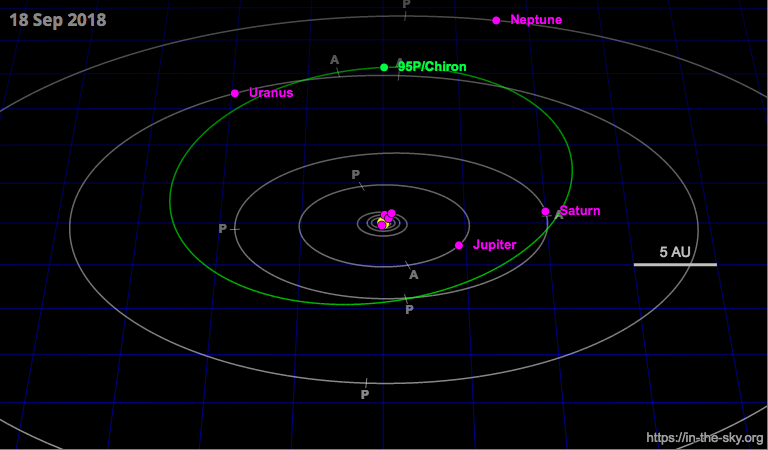 18 Sep 2018
P
Neptune
A
A
95P/Chiron
Uranus
P
P
Saturn
A
Jupiter
5 AU
A
P
P
https://in-the-sky.org